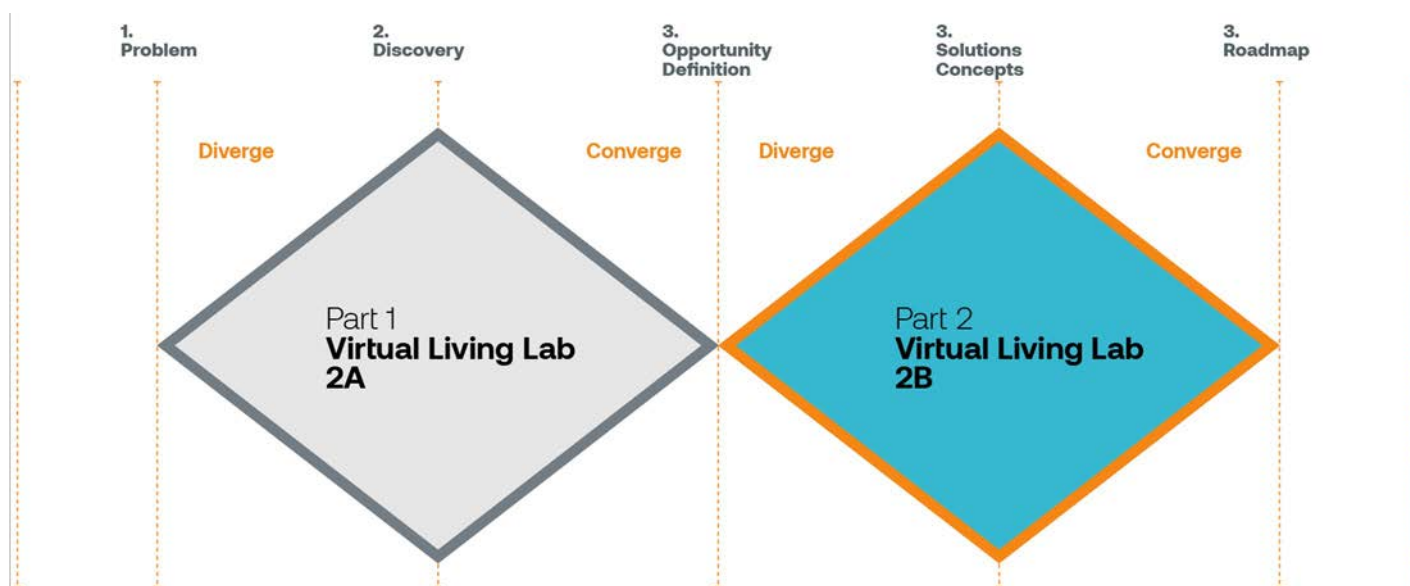 1.
Problem
2.
Discovery
3.
Opportunity
Definition
3.
Solutions
Concepts
3.
Roadmap
Diverge
Converge
Diverge
Converge
Part 1
Virtual Living Lab
2A
Part 2
Virtual Living Lab
2B